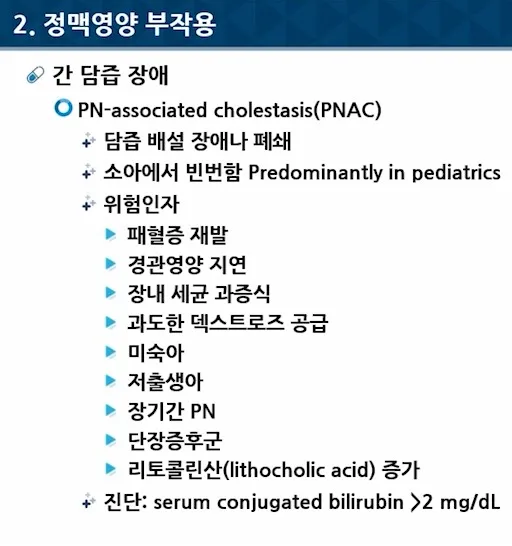 2. 정맥영양 부작용
간 담즙 장애
PN-associated cholestasis(PNAC)
담즙 배설 장애나 폐쇄
소아에서 빈번함 Predominantly in pediatrics
위험인자
패혈증 재발
경관영양 지연
장내 세균 과증식
과도한 덱스트로즈 공급
미숙아
저출생아
장기간 PN
단장증후군
리토콜린산(lithocholic acid) 증가
진단: serum conjugated bilirubin >2 mg/dL